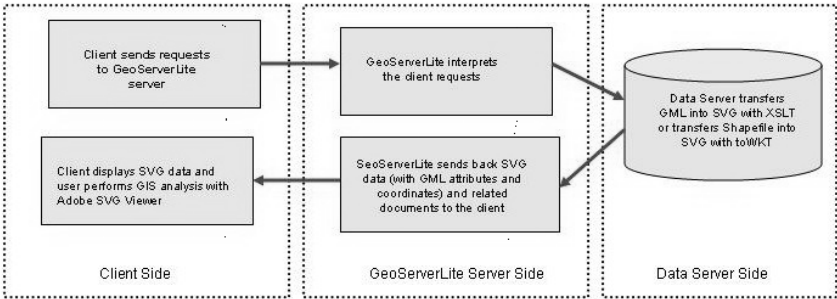 Client sends requests
to GeoServerLite
server
GeoServerLite interprets
the client requests
Data Server transfers
GML into SVG with XSLT
or transfers Shapefile into
SVG with toWKT
Client displays SVG data and
user performs GIS analysis with
Adobe SVG Viewer
SeoServerLite sends back SVG
data (with GML attributes and
coordinates) and related
documents to the client
Client Side
GeoServerLite Server Side
Data Server Side